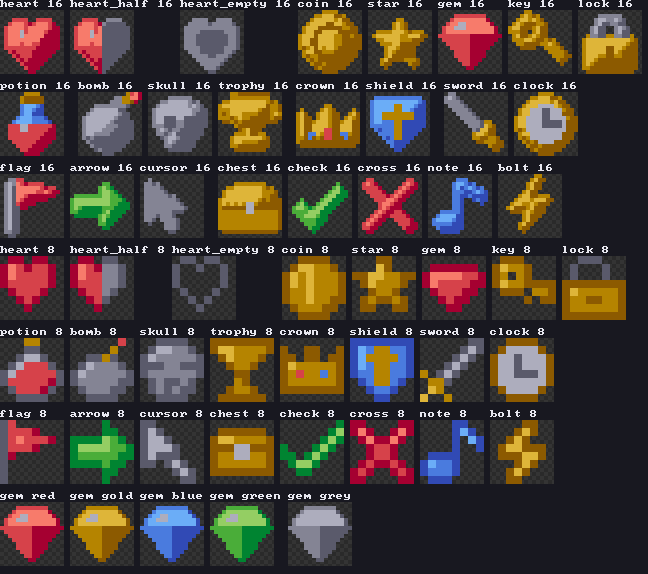 heart 16 heart_half 16 heart_empty 16 coin 16 star 16 gem 16 key 16 lock 16
potion 16 bomb 16 skull 16 trophy 16 crown 16 shield 16 sword 16 clock 16
flag 16 arrow 16 cursor 16 chest 16 check 16 cross 16 note 16 bolt 16
heart 8 heart_half 8 heart_empty 8 coin 8 star 8 gem 8 key 8 lock 8
potion 8 bomb 8 skull 8 trophy 8 crown 8 shield 8 sword 8 clock 8
flag 8 arrow 8 cursor 8 chest 8 check 8 cross 8 note 8 bolt 8
gem red gem gold gem blue gem green gem grey